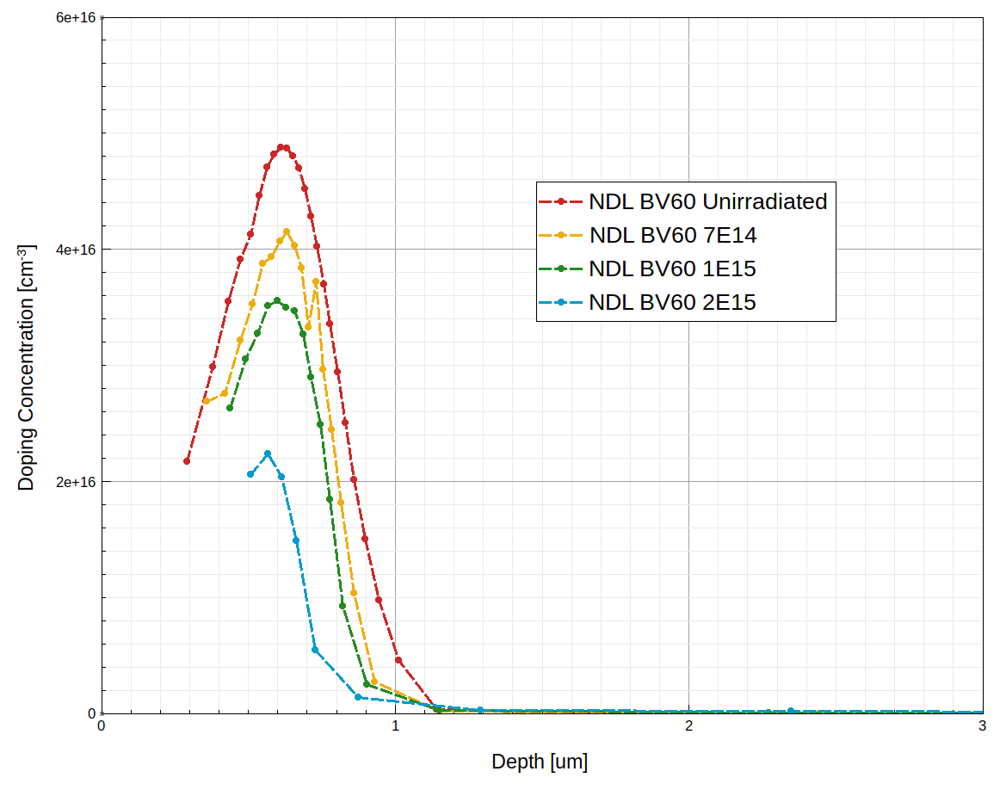 6e+16
4e+16
2e+16
0
Doping Concentration [cm-3]
NDL BV60 Unirradiated
NDL BV60 7E14
NDL BV60 1E15
NDL BV60 2E15
0 1 2 3
Depth [um]